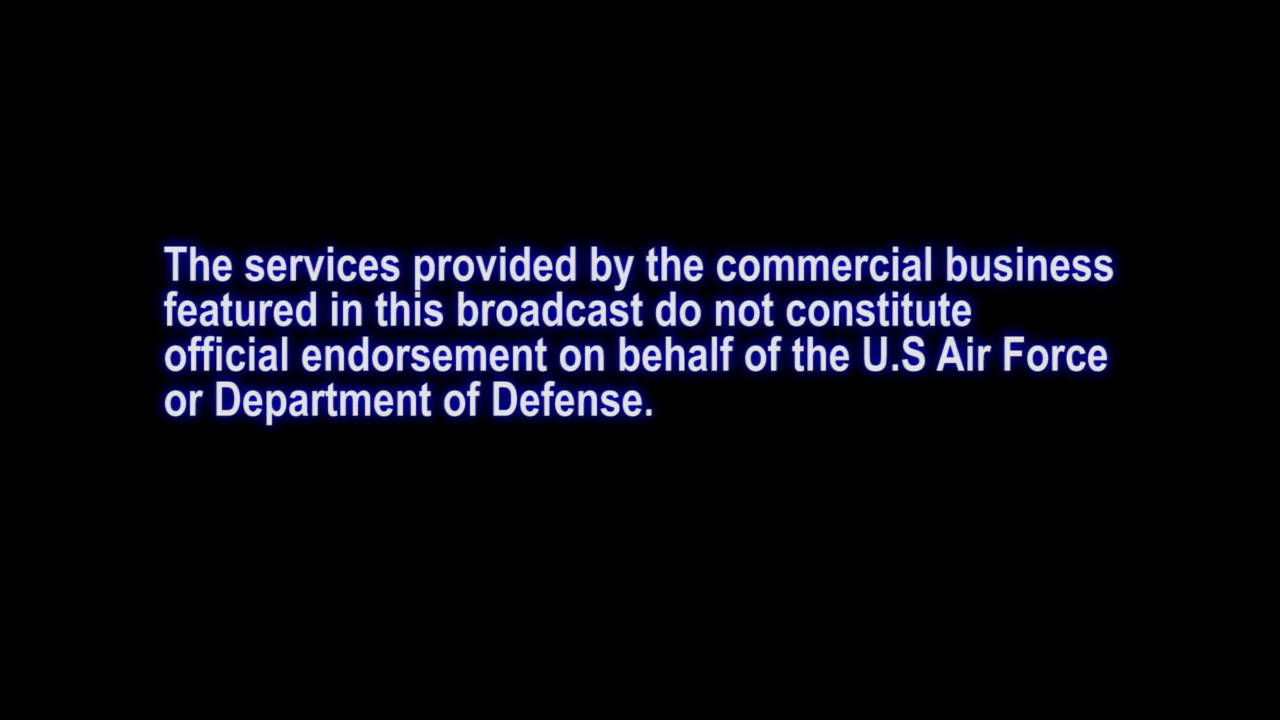 The services provided by the commercial business
featured in this broadcast do not constitute
official endorsement on behalf of the U.S Air Force
or Department of Defense.